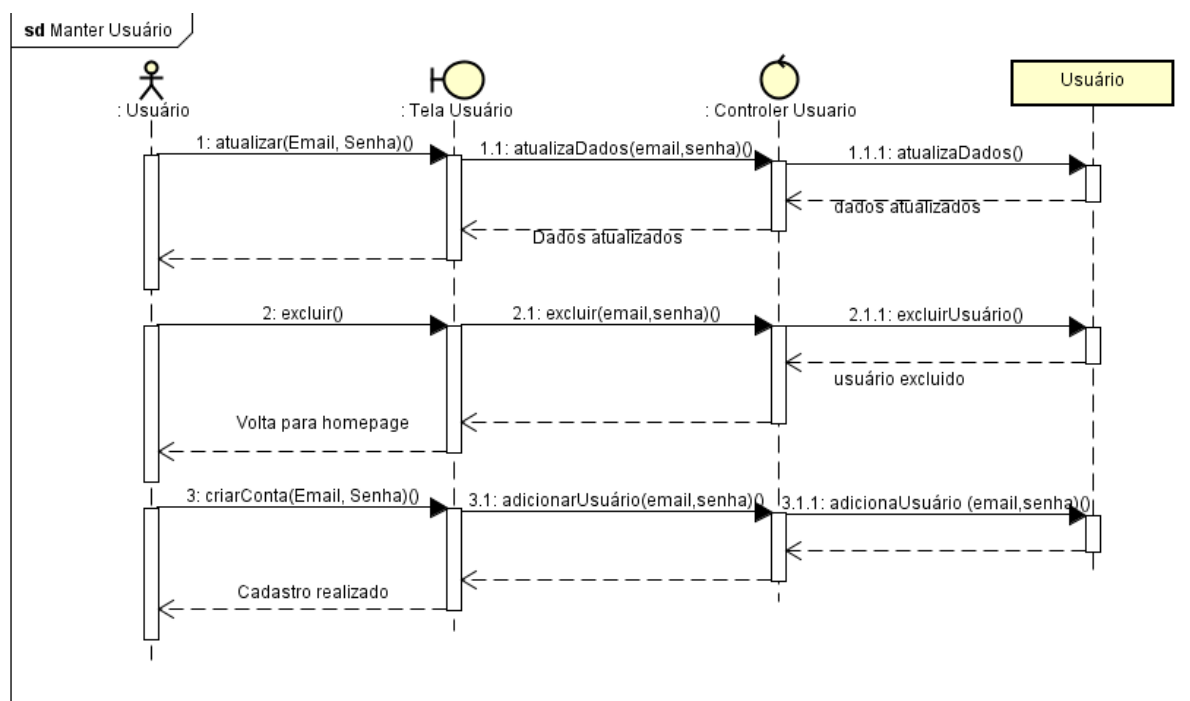 sd Manter Usuário
: Usuário
: Tela Usuário
: Controler Usuario
Usuário
1: atualizar(Email, Senha)()
1.1: atualizaDados(email,senha)()
1.1.1: atualizaDados()
dados atualizados
Dados atualizados
2: excluir()
2.1: excluir(email,senha)()
2.1.1: excluirUsuário()
usuário excluido
Volta para homepage
3: criarConta(Email, Senha)()
3.1: adicionarUsuário(email,senha)()
3.1.1: adicionaUsuário (email,senha)()
Cadastro realizado